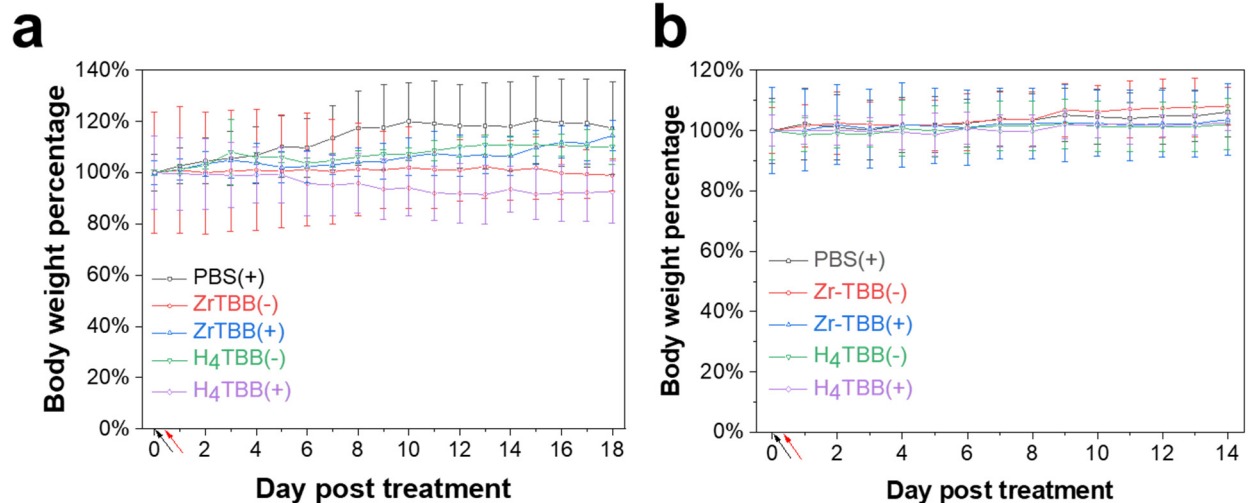 a
140%
120%
100%
80%
60%
40%
20%
0%
Body weight percentage
PBS(+)
ZrTBB(-)
ZrTBB(+)
H₄TBB(-)
H₄TBB(+)
0 2 4 6 8 10 12 14 16 18
Day post treatment
b
120%
100%
80%
60%
40%
20%
0%
Body weight percentage
PBS(+)
Zr-TBB(-)
Zr-TBB(+)
H₄TBB(-)
H₄TBB(+)
0 2 4 6 8 10 12 14
Day post treatment